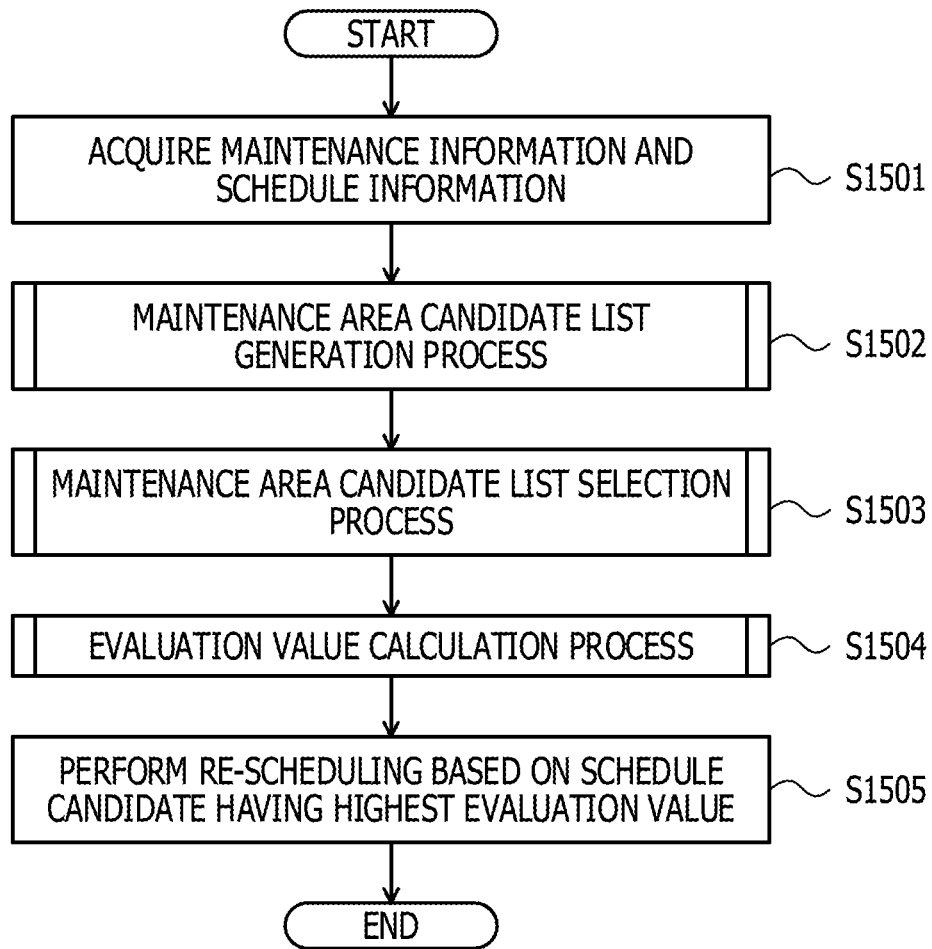 START
ACQUIRE MAINTENANCE INFORMATION AND
SCHEDULE INFORMATION
S1501
MAINTENANCE AREA CANDIDATE LIST
GENERATION PROCESS
S1502
MAINTENANCE AREA CANDIDATE LIST SELECTION
PROCESS
S1503
EVALUATION VALUE CALCULATION PROCESS
S1504
PERFORM RE-SCHEDULING BASED ON SCHEDULE
CANDIDATE HAVING HIGHEST EVALUATION VALUE
S1505
END